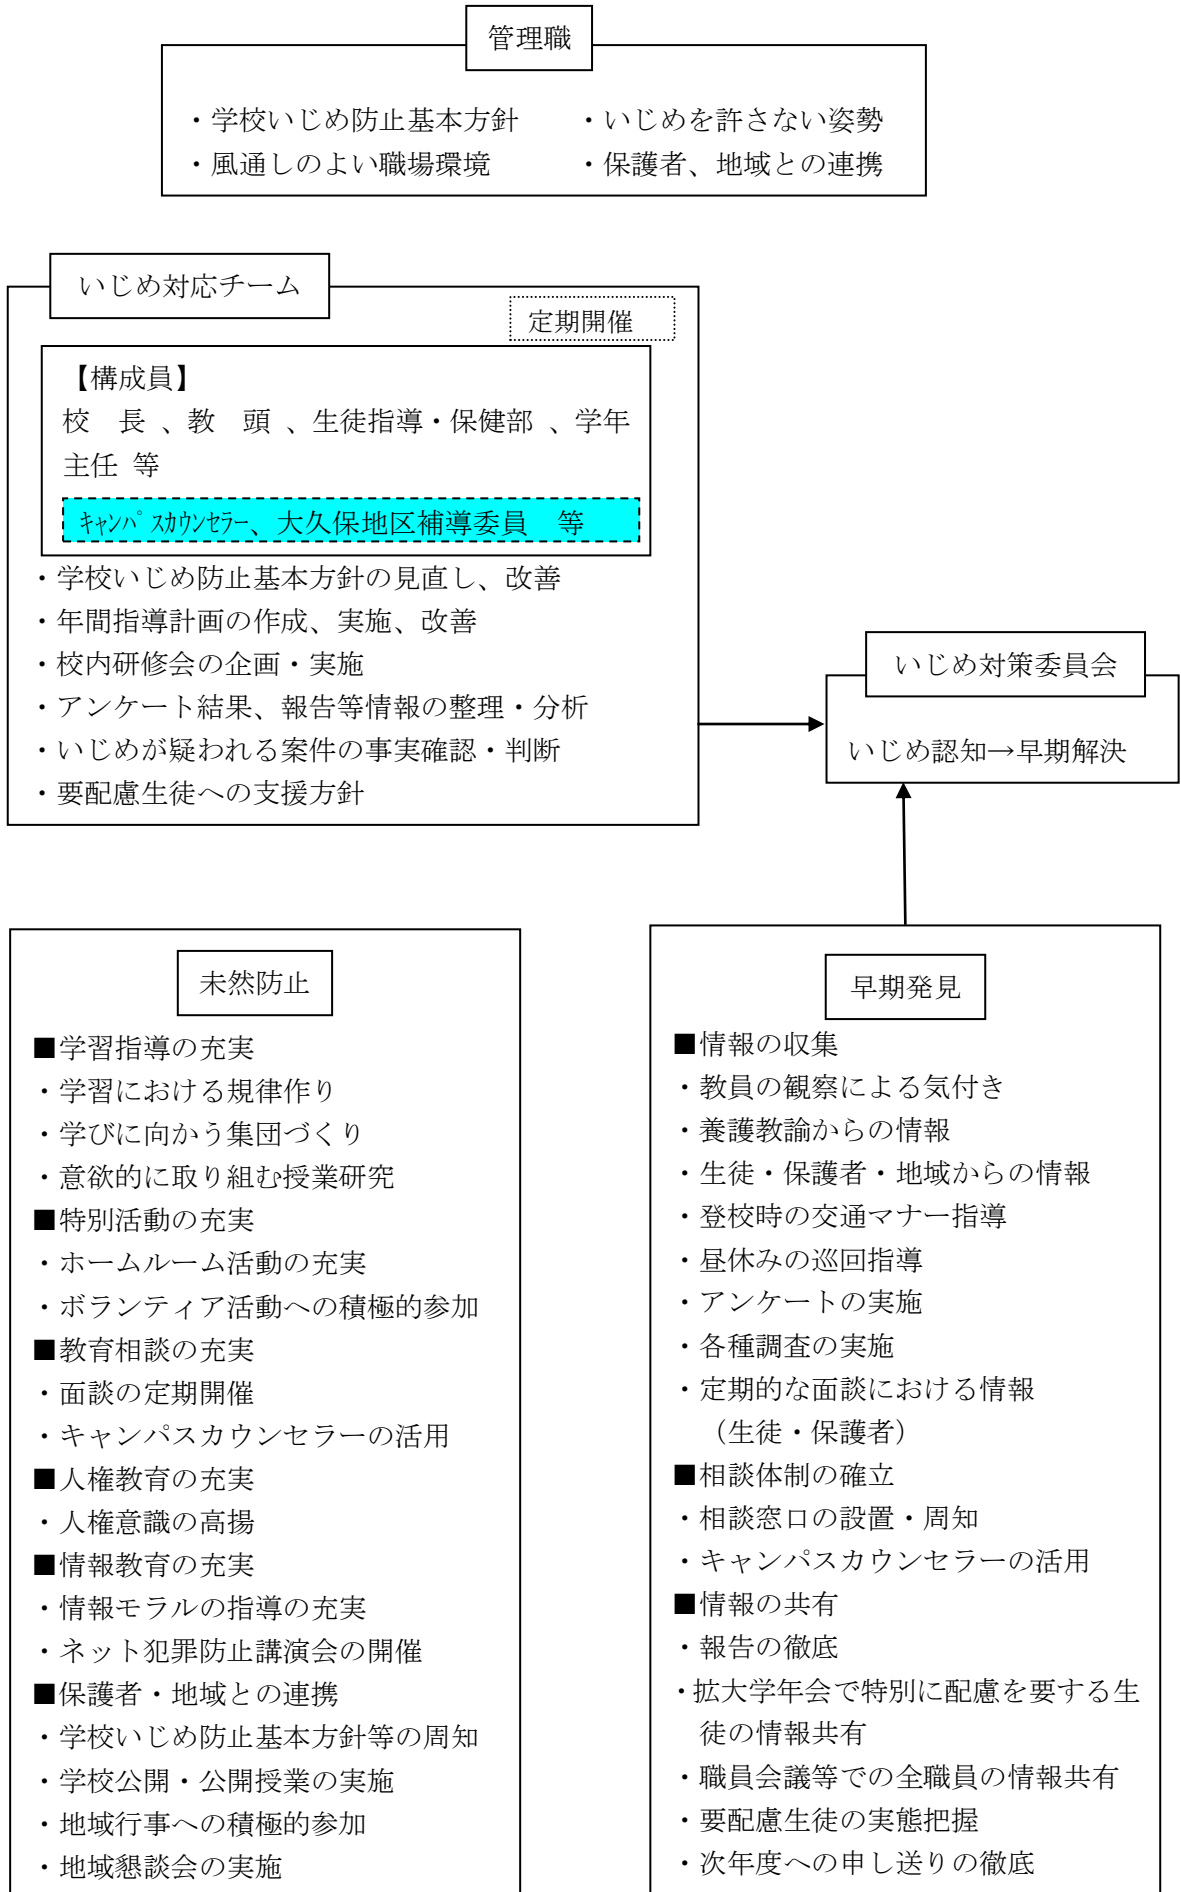 管理職
・学校いじめ防止基本方針　　・いじめを許さない姿勢
・風通しのよい職場環境　　　・保護者、地域との連携
いじめ対応チーム
定期開催
【構成員】
校　長 、教　頭 、生徒指導・保健部 、学年
主任 等
ｷｬﾝﾊﾟｽｶｳﾝｾﾗｰ、大久保地区補導委員　等
・学校いじめ防止基本方針の見直し、改善
・年間指導計画の作成、実施、改善
・校内研修会の企画・実施
・アンケート結果、報告等情報の整理・分析
・いじめが疑われる案件の事実確認・判断
・要配慮生徒への支援方針
いじめ対策委員会
いじめ認知→早期解決
未然防止
■学習指導の充実
・学習における規律作り
・学びに向かう集団づくり
・意欲的に取り組む授業研究
■特別活動の充実
・ホームルーム活動の充実
・ボランティア活動への積極的参加
■教育相談の充実
・面談の定期開催
・キャンパスカウンセラーの活用
■人権教育の充実
・人権意識の高揚
■情報教育の充実
・情報モラルの指導の充実
・ネット犯罪防止講演会の開催
■保護者・地域との連携
・学校いじめ防止基本方針等の周知
・学校公開・公開授業の実施
・地域行事への積極的参加
・地域懇談会の実施
早期発見
■情報の収集
・教員の観察による気付き
・養護教諭からの情報
・生徒・保護者・地域からの情報
・登校時の交通マナー指導
・昼休みの巡回指導
・アンケートの実施
・各種調査の実施
・定期的な面談における情報
（生徒・保護者）
■相談体制の確立
・相談窓口の設置・周知
・キャンパスカウンセラーの活用
■情報の共有
・報告の徹底
・拡大学年会で特別に配慮を要する生
徒の情報共有
・職員会議等での全職員の情報共有
・要配慮生徒の実態把握
・次年度への申し送りの徹底